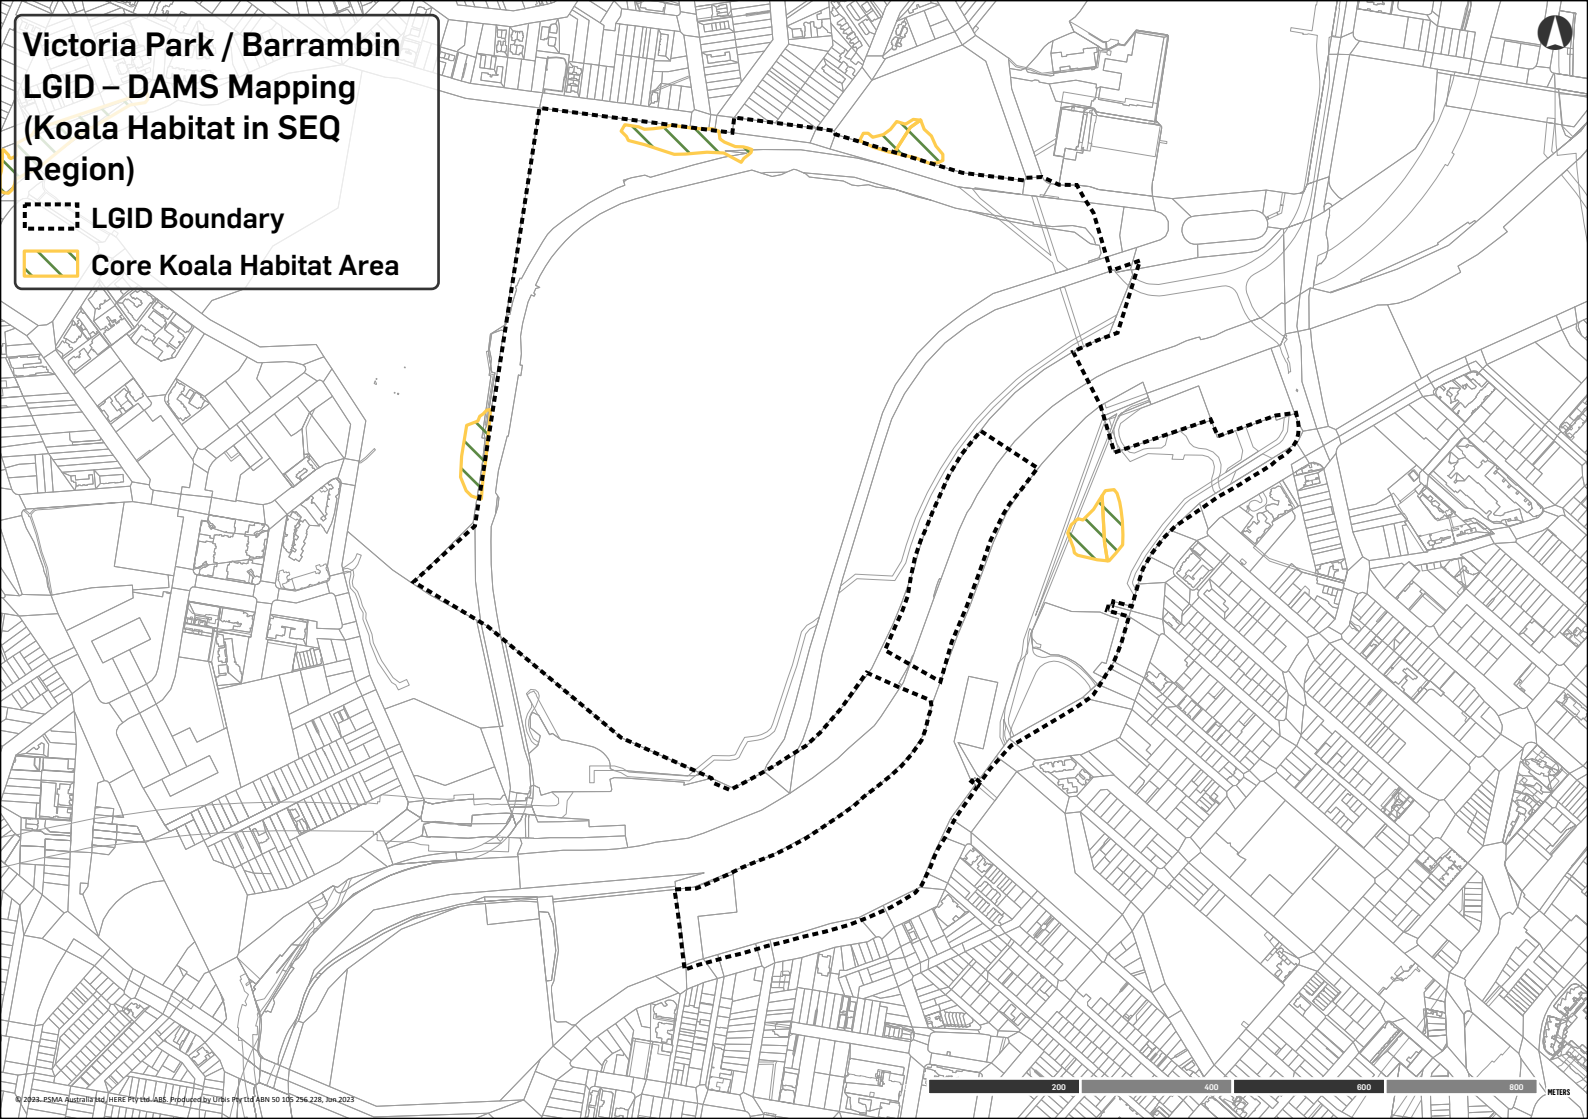 Victoria Park / Barrambin
LGID – DAMS Mapping
(Koala Habitat in SEQ
Region)
LGID Boundary
Core Koala Habitat Area
200
400
600
800
METERS
© 2023. PSMA Australia Ltd, HERE Pty Ltd. ABS. Produced by Urbis Pty Ltd ABN 50 105 256 228, Jun 2023